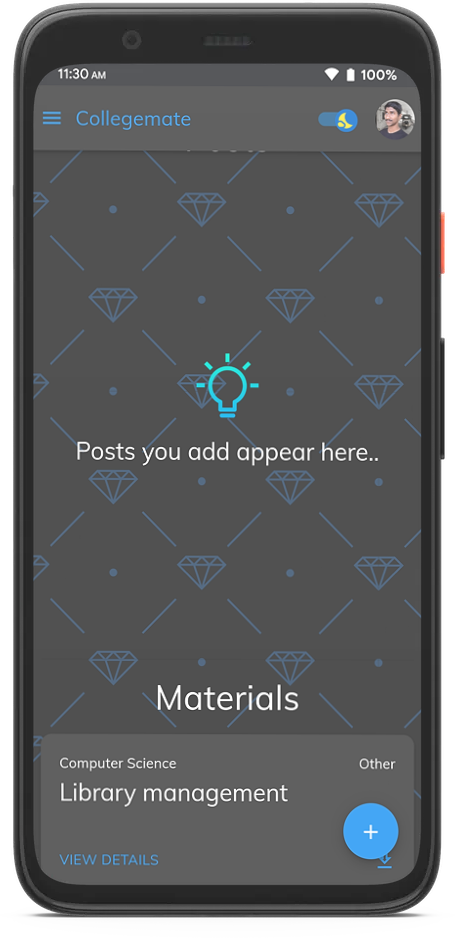 11:30 AM
100%
Collegemate
Posts you add appear here..
Materials
Computer Science
Other
Library management
+
VIEW DETAILS